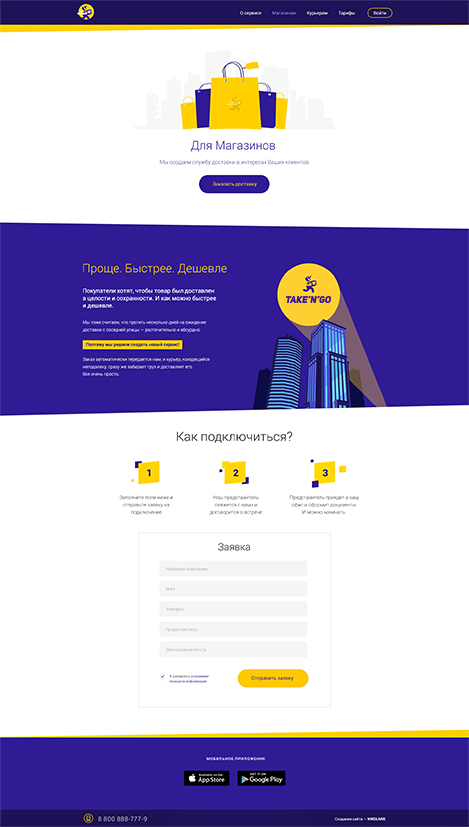 О сервисе Магазинам Курьерам Тарифы Войти
Для Магазинов
Мы создаем службу доставки в интересах Ваших клиентов
Заказать доставку
Проще. Быстрее. Дешевле
Покупатели хотят, чтобы товар был доставлен
в целости и сохранности. И как можно быстрее
и дешевле.
Мы тоже считаем, что тратить несколько дней на ожидание
доставки с соседней улицы — расточительно и абсурдно.
Поэтому мы решили создать новый сервис!
Заказ автоматически передается нам, и курьер, находящийся
неподалеку, сразу же забирает груз и доставляет его.
Все очень просто.
TAKE'N'GO
Как подключиться?
1 2 3
Заполните поля ниже и
отправьте заявку на
подключение
Наш представитель
свяжется с вами и
договорится о встрече
Представитель приедет в ваш
офис и оформит документы
И можно начинать
Заявка
Название компании
ИНН
Телефон
Представитель
Электронная почта
Я согласен с условиями
передачи информации
Отправить заявку
МОБИЛЬНОЕ ПРИЛОЖЕНИЕ
Available on the
App Store
GET IT ON
Google Play
8 800 888-777-9
Создание сайта — NIKOLAND